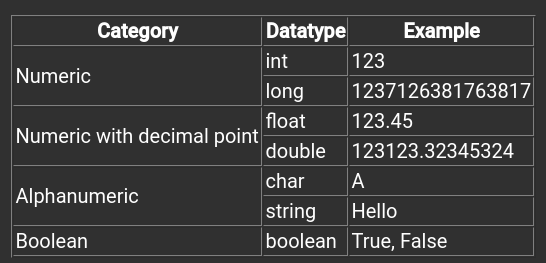 Category Datatype Example
Numeric int 123
long 1237126381763817
Numeric with decimal point float 123.45
double 123123.32345324
Alphanumeric char A
string Hello
Boolean boolean True, False